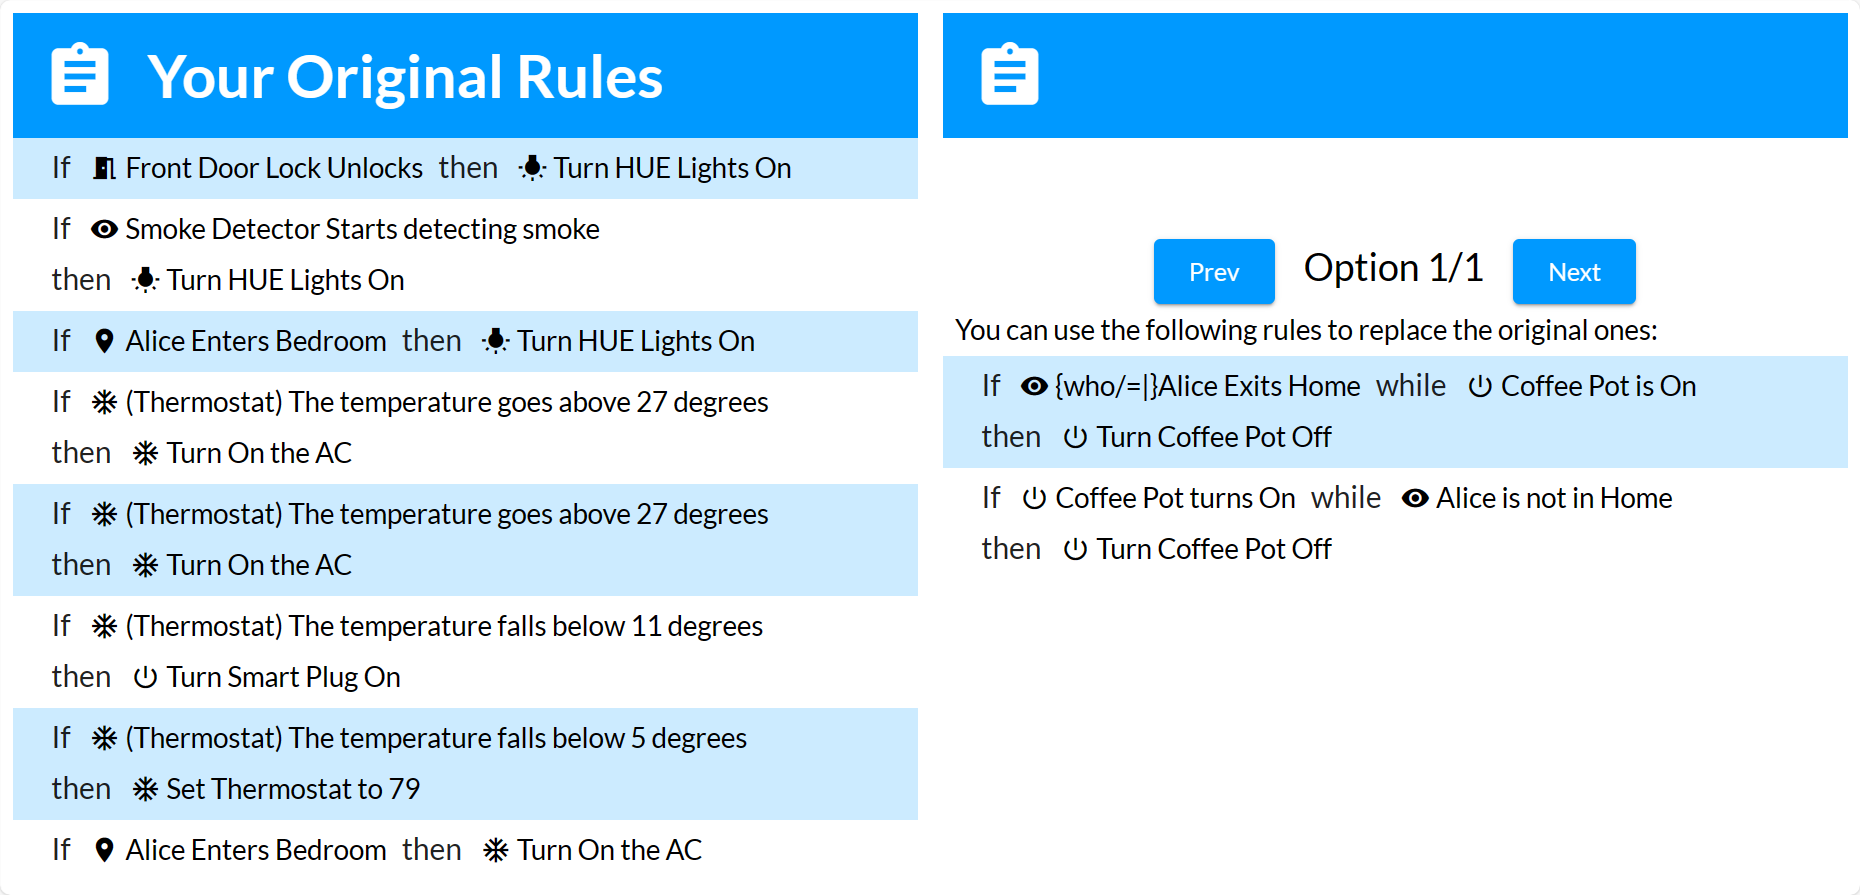 Your Original Rules
If Front Door Lock Unlocks then Turn HUE Lights On
If Smoke Detector Starts detecting smoke
then Turn HUE Lights On
If Alice Enters Bedroom then Turn HUE Lights On
If (Thermostat) The temperature goes above 27 degrees
then Turn On the AC
If (Thermostat) The temperature goes above 27 degrees
then Turn On the AC
If (Thermostat) The temperature falls below 11 degrees
then Turn Smart Plug On
If (Thermostat) The temperature falls below 5 degrees
then Set Thermostat to 79
If Alice Enters Bedroom then Turn On the AC
Prev Option 1/1 Next
You can use the following rules to replace the original ones:
If {who/=|}Alice Exits Home while Coffee Pot is On
then Turn Coffee Pot Off
If Coffee Pot turns On while Alice is not in Home
then Turn Coffee Pot Off